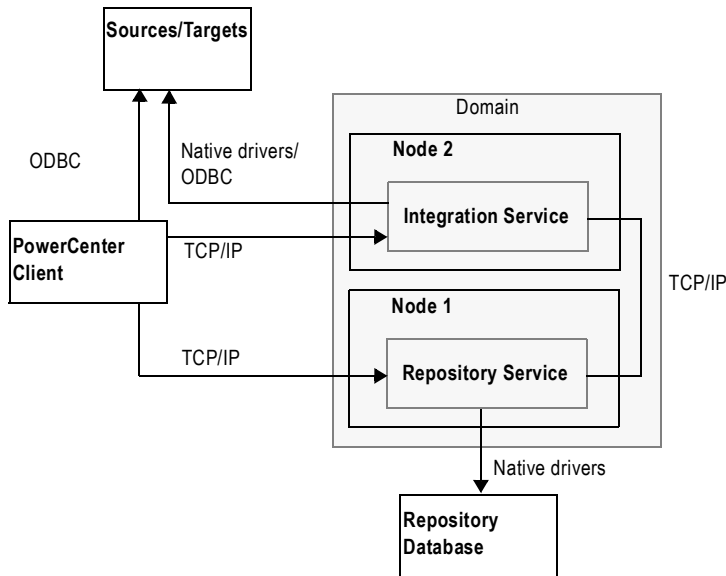 Sources/Targets
Domain
Node 2
Native drivers/
ODBC
ODBC
Integration Service
PowerCenter
Client
TCP/IP
TCP/IP
Node 1
TCP/IP
Repository Service
Native drivers
Repository
Database